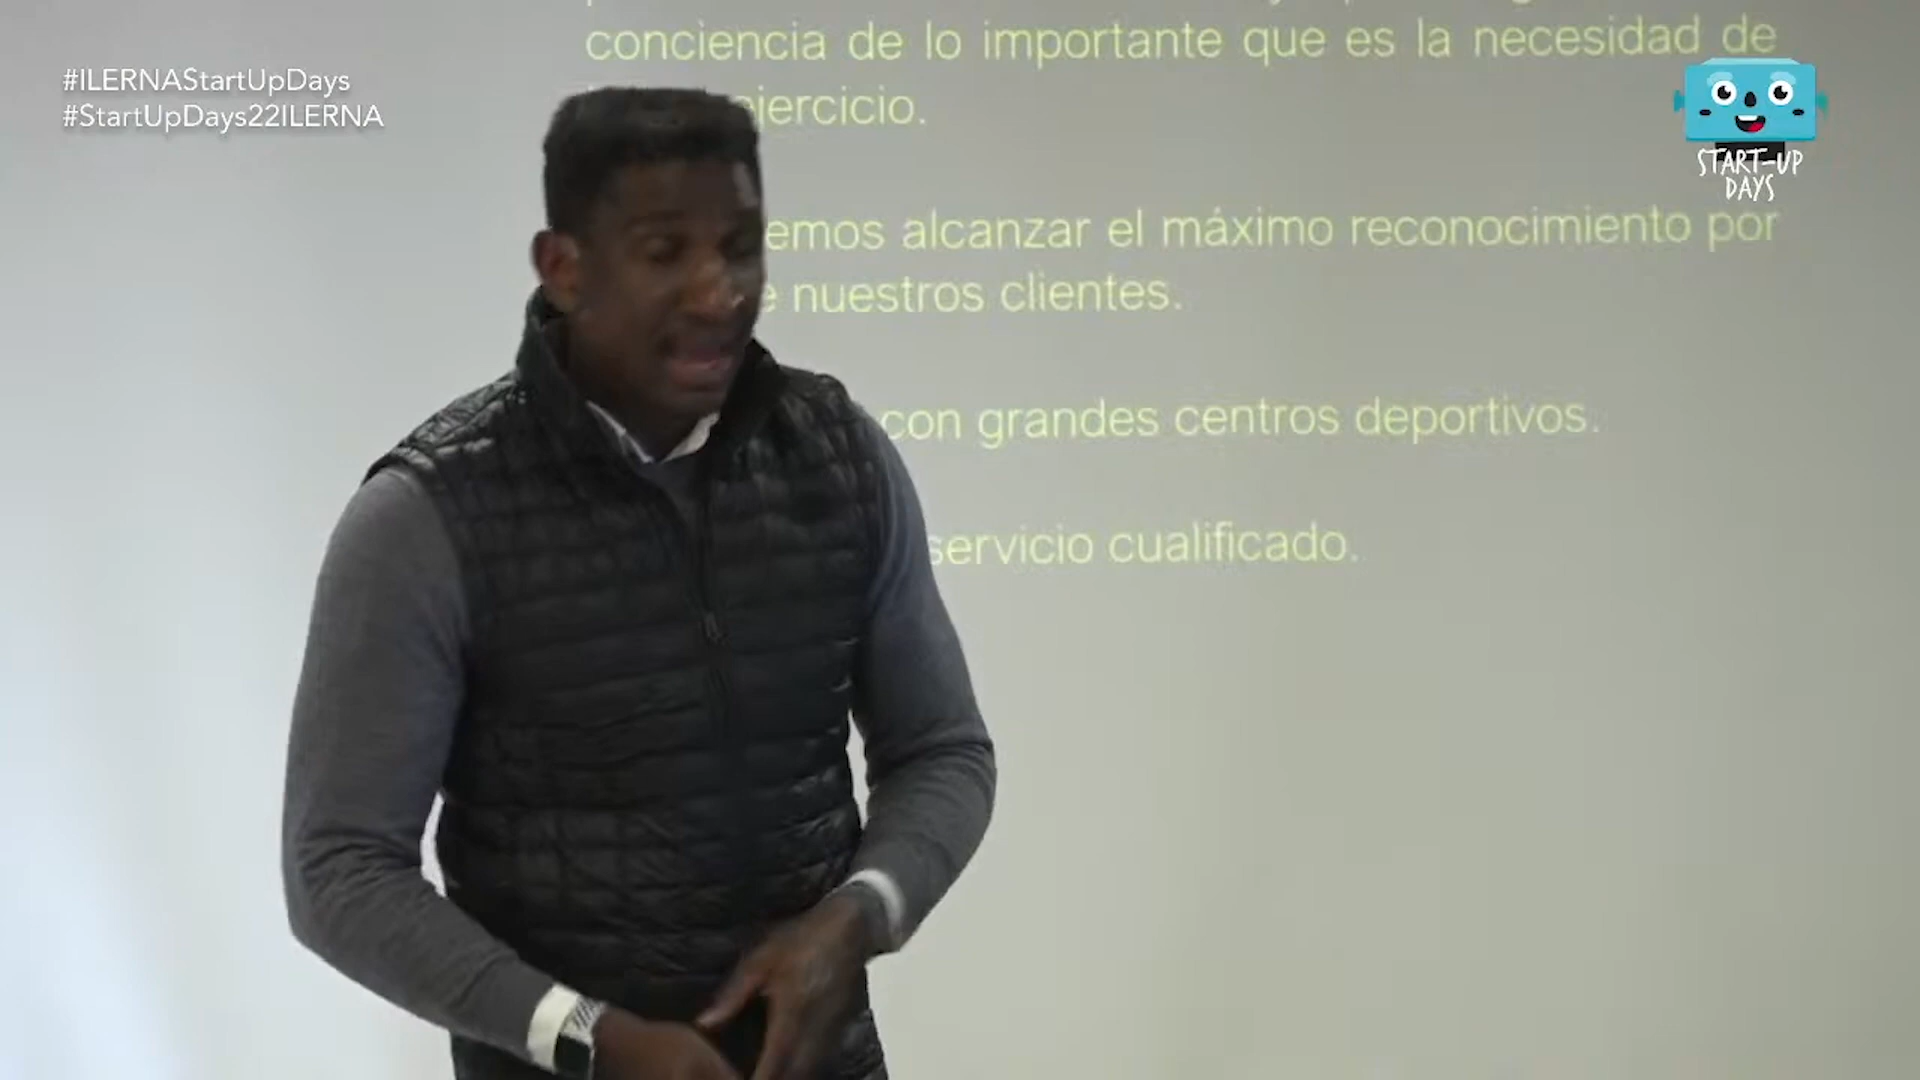 #ILERNAStartUpDays
#StartUpDays22ILERNA
START-UP
DAYS
conciencia de lo importante que es la necesidad de
ejercicio.
alcanzar el máximo reconocimiento por
nuestros clientes.
con grandes centros deportivos.
servicio cualificado.